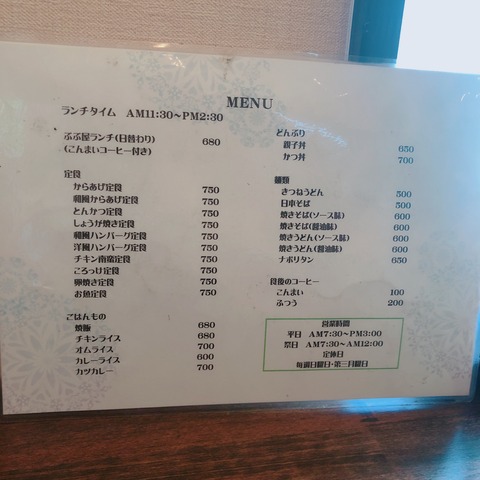 MENU
ランチタイム AM11:30~PM2:30
ぶぶ屋ランチ(日替わり) 680
(こんまいコーヒー付き)
定食
からあげ定食 750
和風からあげ定食 750
とんかつ定食 750
しょうが焼き定食 750
和風ハンバーグ定食 750
洋風ハンバーグ定食 750
チキン南蛮定食 750
ころっけ定食 750
卵焼き定食 750
お魚定食 750
ごはんもの
焼飯 680
チキンライス 680
オムライス 700
カレーライス 600
カツカレー 700
どんぶり
親子丼 650
かつ丼 700
麺類
きつねうどん 500
日本そば 500
焼きそば(ソース味) 600
焼きそば(醤油味) 600
焼きうどん(ソース味) 600
焼きうどん(醤油味) 600
ナポリタン 650
食後のコーヒー
こんまい 100
ふつう 200
営業時間
平日 AM7:30~PM3:00
祭日 AM7:30~AM12:00
定休日
毎週日曜日・第三月曜日